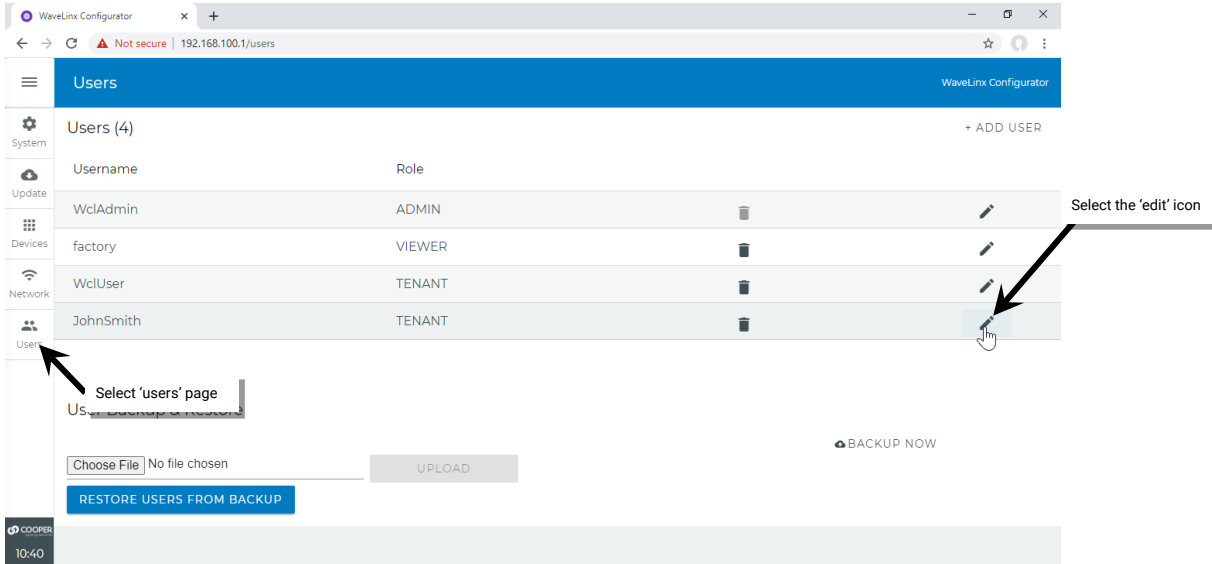 WaveLinx Configurator
Not secure | 192.168.100.1/users
Users
WaveLinx Configurator
System
Update
Devices
Network
Users
Users (4)
+ ADD USER
Username Role
WclAdmin ADMIN
factory VIEWER
WclUser TENANT
JohnSmith TENANT
Select the ‘edit’ icon
Select ‘users’ page
User Backup & Restore
BACKUP NOW
Choose File No file chosen
UPLOAD
RESTORE USERS FROM BACKUP
COOPER
10:40